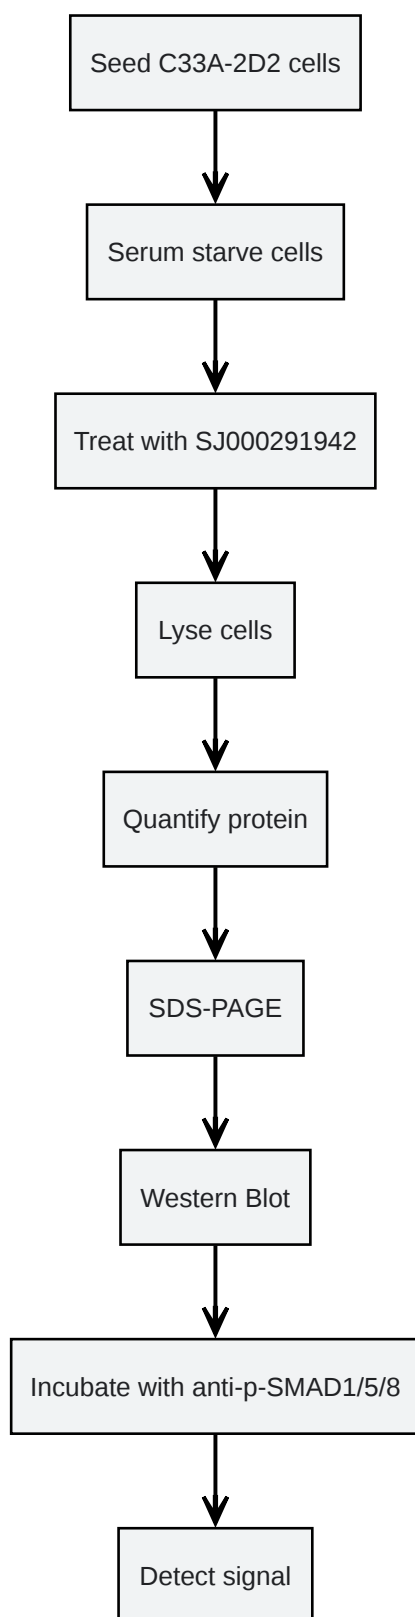 Seed C33A-2D2 cells
Serum starve cells
Treat with SJ000291942
Lyse cells
Quantify protein
SDS-PAGE
Western Blot
Incubate with anti-p-SMAD1/5/8
Detect signal